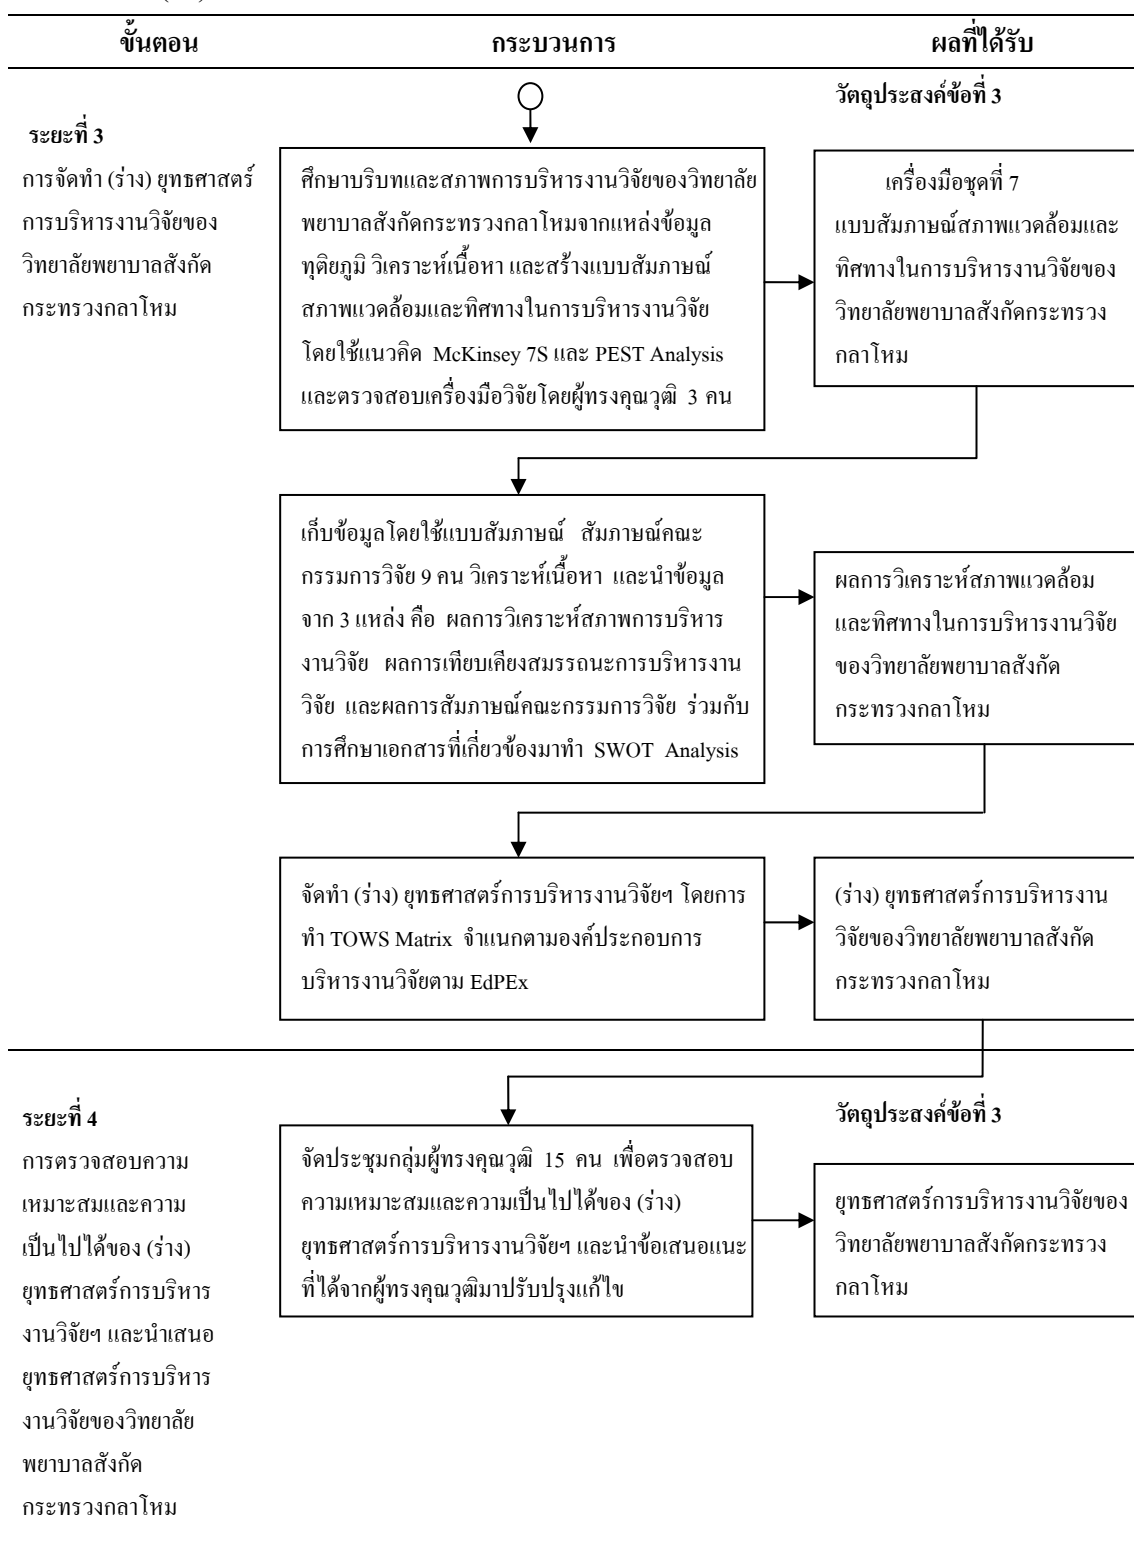 ขั้นตอน
กระบวนการ
ผลที่ได้รับ
วัตถุประสงค์ข้อที่ 3
ระยะที่ 3
การจัดทำ (ร่าง) ยุทธศาสตร์
การบริหารงานวิจัยของ
วิทยาลัยพยาบาลสังกัด
กระทรวงกลาโหม
ศึกษาบริบทและสภาพการบริหารงานวิจัยของวิทยาลัย
พยาบาลสังกัดกระทรวงกลาโหมจากแหล่งข้อมูล
ทุติยภูมิ วิเคราะห์เนื้อหา และสร้างแบบสัมภาษณ์
สภาพแวดล้อมและทิศทางในการบริหารงานวิจัย
โดยใช้แนวคิด McKinsey 7S และ PEST Analysis
และตรวจสอบเครื่องมือวิจัยโดยผู้ทรงคุณวุฒิ 3 คน
เครื่องมือชุดที่ 7
แบบสัมภาษณ์สภาพแวดล้อมและ
ทิศทางในการบริหารงานวิจัยของ
วิทยาลัยพยาบาลสังกัดกระทรวง
กลาโหม
เก็บข้อมูลโดยใช้แบบสัมภาษณ์ สัมภาษณ์คณะ
กรรมการวิจัย 9 คน วิเคราะห์เนื้อหา และนำข้อมูล
จาก 3 แหล่ง คือ ผลการวิเคราะห์สภาพการบริหาร
งานวิจัย ผลการเทียบเคียงสมรรถนะการบริหารงาน
วิจัย และผลการสัมภาษณ์คณะกรรมการวิจัย ร่วมกับ
การศึกษาเอกสารที่เกี่ยวข้องมาทำ SWOT Analysis
ผลการวิเคราะห์สภาพแวดล้อม
และทิศทางในการบริหารงานวิจัย
ของวิทยาลัยพยาบาลสังกัด
กระทรวงกลาโหม
จัดทำ (ร่าง) ยุทธศาสตร์การบริหารงานวิจัยฯ โดยการ
ทำ TOWS Matrix จำแนกตามองค์ประกอบการ
บริหารงานวิจัยตาม EdPEx
(ร่าง) ยุทธศาสตร์การบริหารงาน
วิจัยของวิทยาลัยพยาบาลสังกัด
กระทรวงกลาโหม
วัตถุประสงค์ข้อที่ 3
ระยะที่ 4
การตรวจสอบความ
เหมาะสมและความ
เป็นไปได้ของ (ร่าง)
ยุทธศาสตร์การบริหาร
งานวิจัยฯ และนำเสนอ
ยุทธศาสตร์การบริหาร
งานวิจัยของวิทยาลัย
พยาบาลสังกัด
กระทรวงกลาโหม
จัดประชุมกลุ่มผู้ทรงคุณวุฒิ 15 คน เพื่อตรวจสอบ
ความเหมาะสมและความเป็นไปได้ของ (ร่าง)
ยุทธศาสตร์การบริหารงานวิจัยฯ และนำข้อเสนอแนะ
ที่ได้จากผู้ทรงคุณวุฒิมาปรับปรุงแก้ไข
ยุทธศาสตร์การบริหารงานวิจัยของ
วิทยาลัยพยาบาลสังกัดกระทรวง
กลาโหม